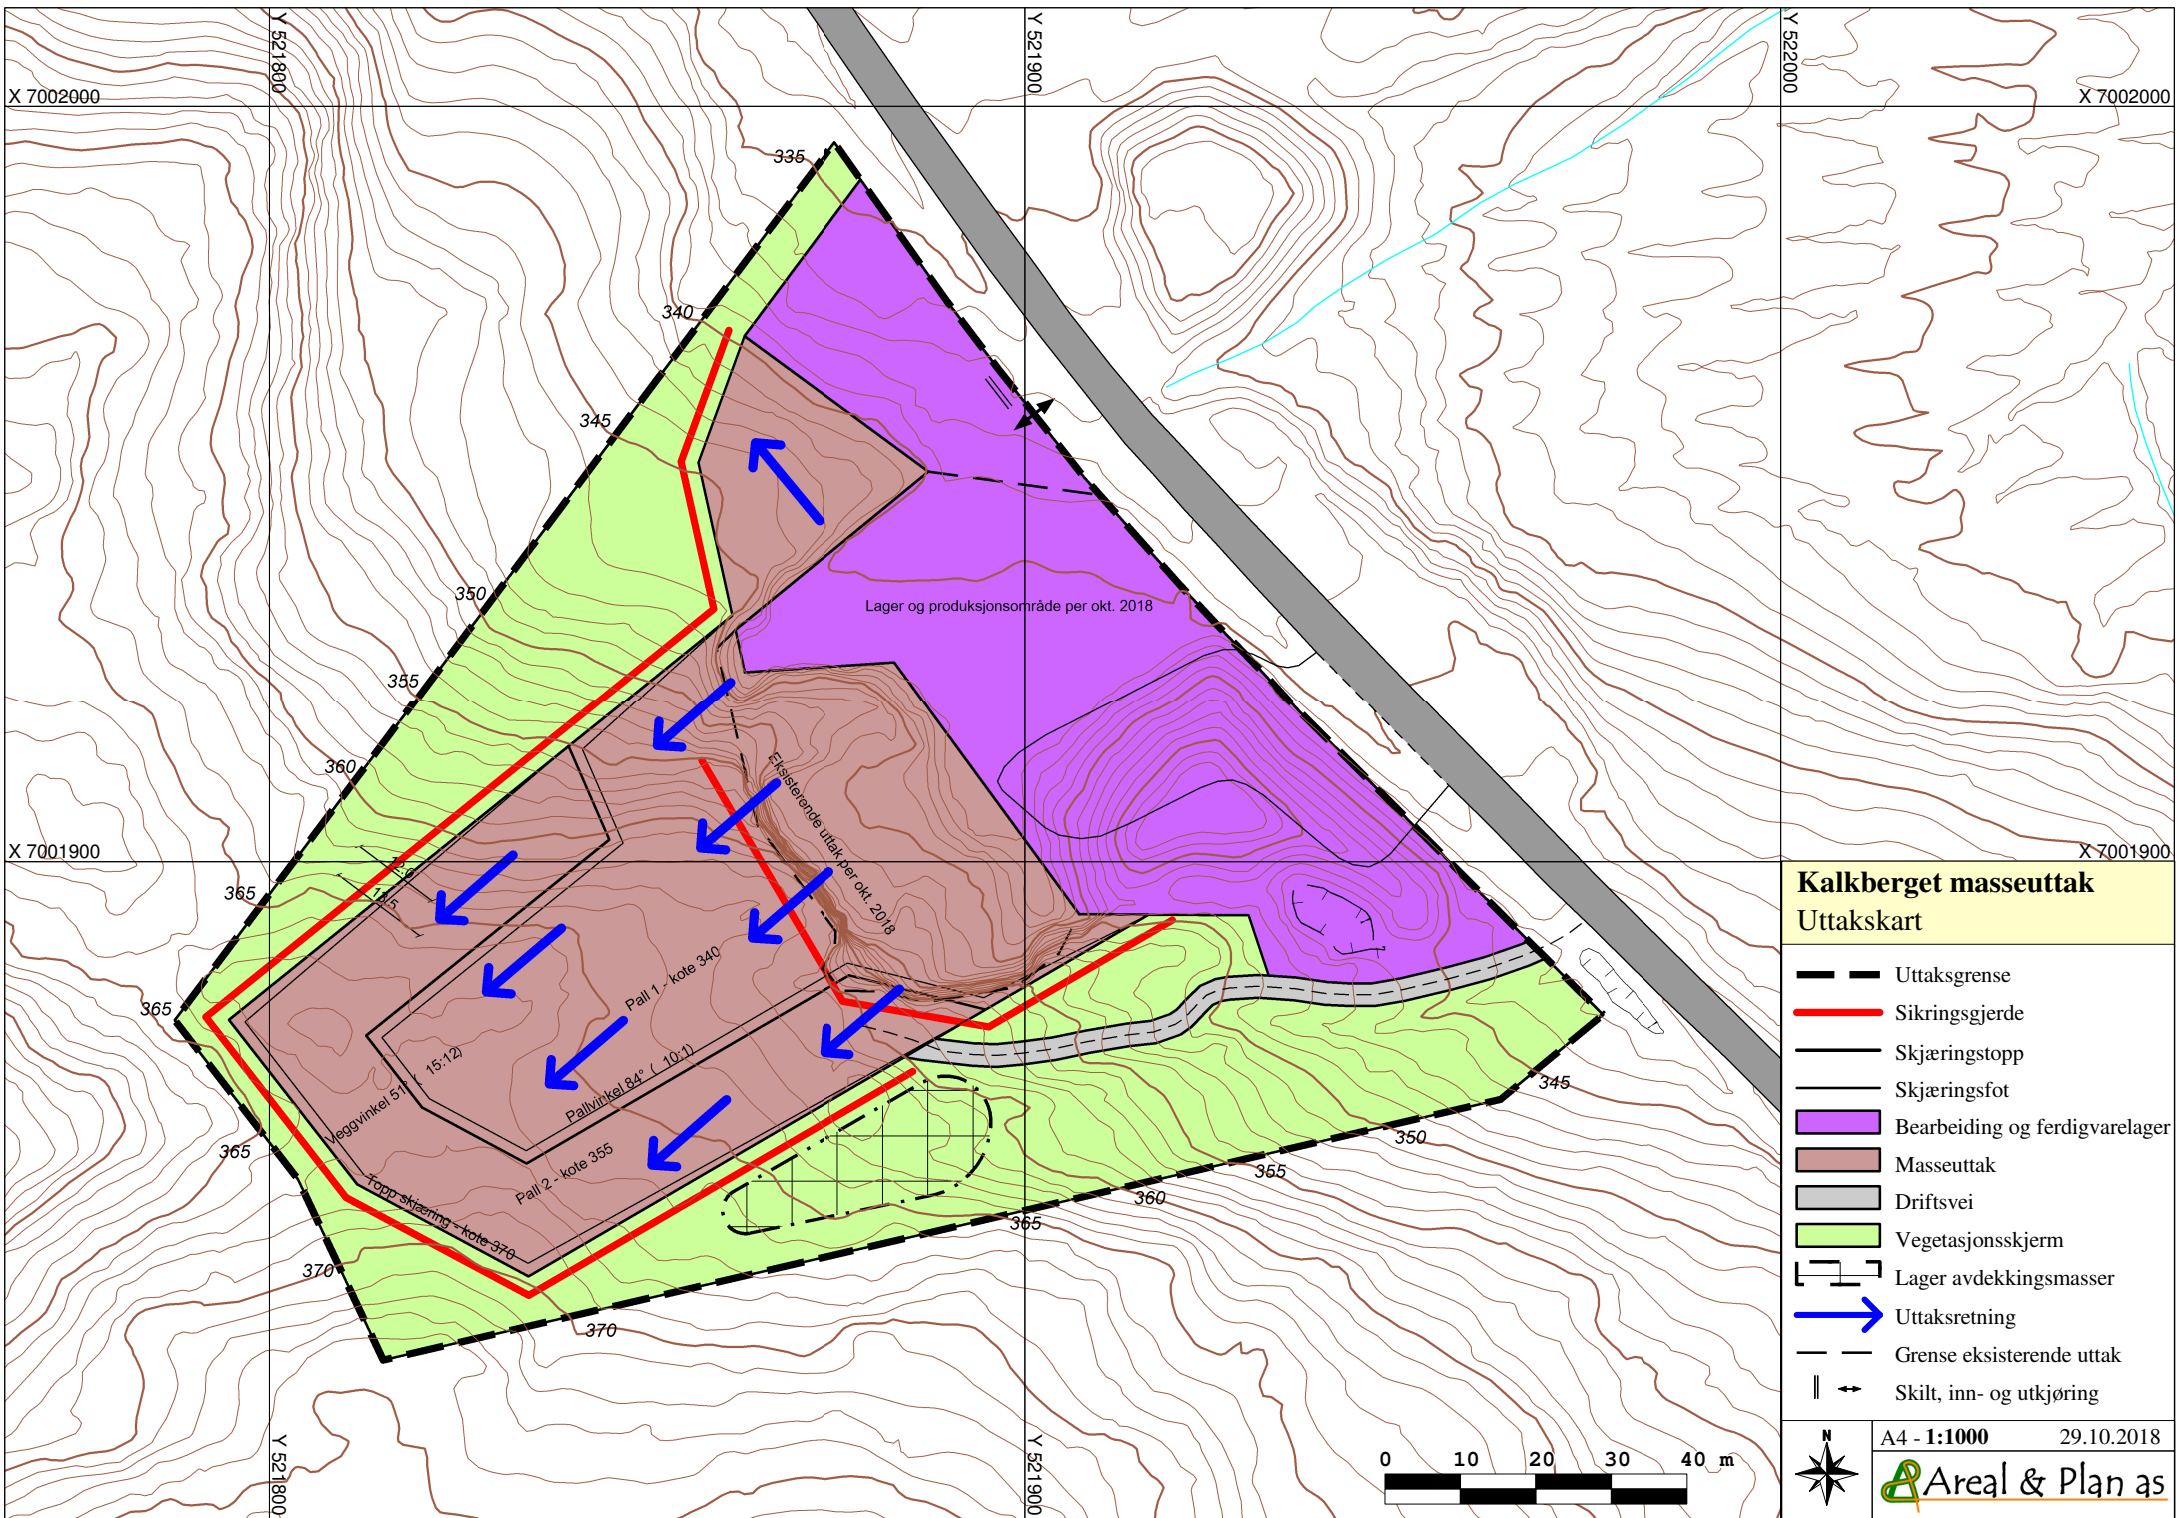 Y 521800
Y 521900
Y 522000
X 7002000
X 7002000
335
340
345
350
Lager og produksjonsområde per okt. 2018
355
360
Eksisterende uttak per okt. 2018
X 7001900
X 7001900
12.0
13.5
365
365
Pall 1 - kote 340
Veggvinkel 51° ( 15:12)
Pallvinkel 84° ( 10:1)
365
Pall 2 - kote 355
Topp skjæring - kote 370
370
370
345
350
355
360
365
Kalkberget masseuttak
Uttakskart
Uttaksgrense
Sikringsgjerde
Skjæringstopp
Skjæringsfot
Bearbeiding og ferdigvarelager
Masseuttak
Driftsvei
Vegetasjonsskjerm
Lager avdekkingsmasser
Uttaksretning
Grense eksisterende uttak
Skilt, inn- og utkjøring
Y 521800
Y 521900
0 10 20 30 40 m
N
A4 - 1:1000 29.10.2018
Areal & Plan as